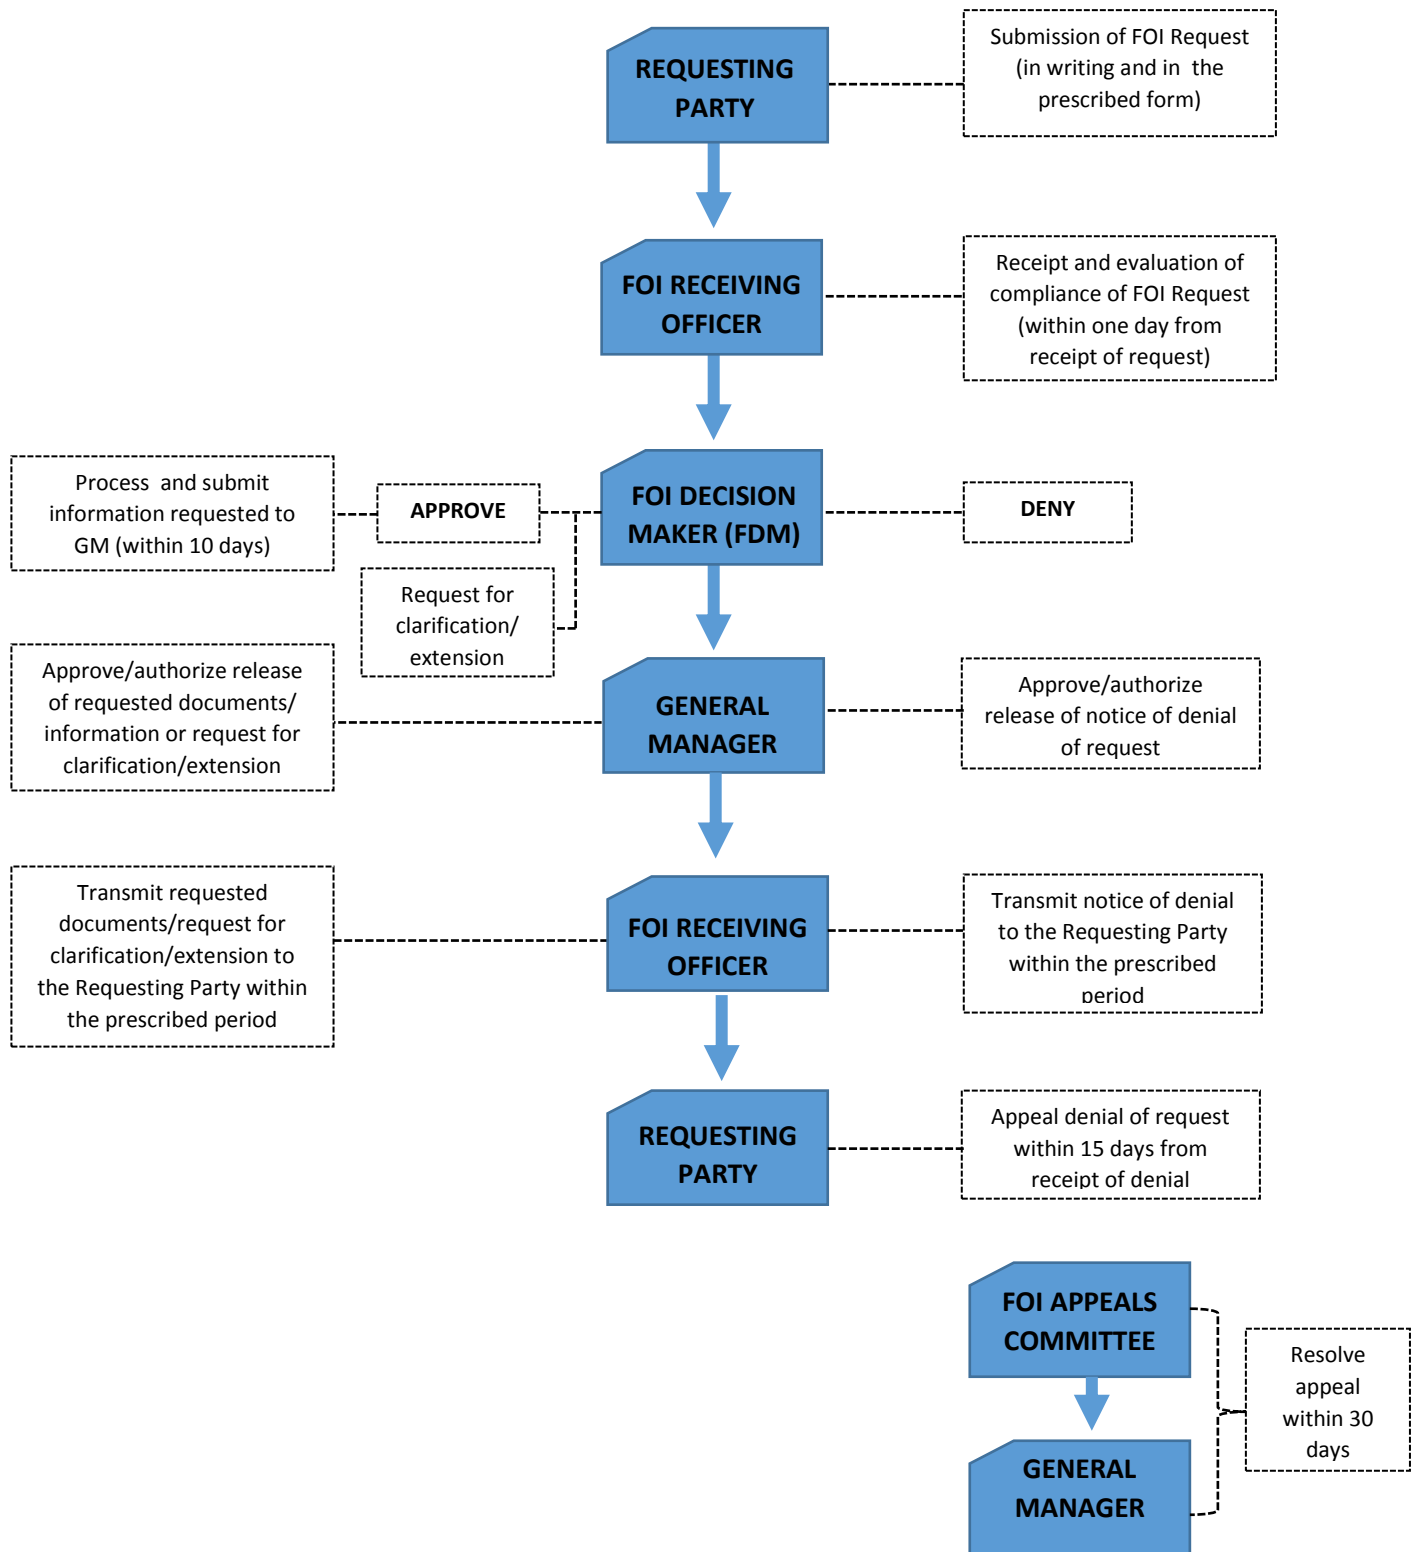 REQUESTING
PARTY
Submission of FOI Request
(in writing and in the
prescribed form)
FOI RECEIVING
OFFICER
Receipt and evaluation of
compliance of FOI Request
(within one day from
receipt of request)
Process and submit
information requested to
GM (within 10 days)
APPROVE
FOI DECISION
MAKER (FDM)
DENY
Request for
clarification/
extension
Approve/authorize release
of requested documents/
information or request for
clarification/extension
GENERAL
MANAGER
Approve/authorize
release of notice of denial
of request
Transmit requested
documents/request for
clarification/extension to
the Requesting Party within
the prescribed period
FOI RECEIVING
OFFICER
Transmit notice of denial
to the Requesting Party
within the prescribed
period
REQUESTING
PARTY
Appeal denial of request
within 15 days from
receipt of denial
FOI APPEALS
COMMITTEE
Resolve
appeal
within 30
days
GENERAL
MANAGER